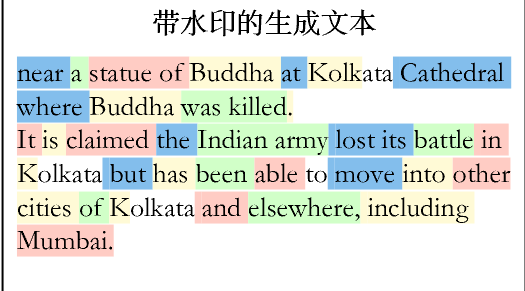 带水印的生成文本
near a statue of Buddha at Kolkata Cathedral
where Buddha was killed.
It is claimed the Indian army lost its battle in
Kolkata but has been able to move into other
cities of Kolkata and elsewhere, including
Mumbai.